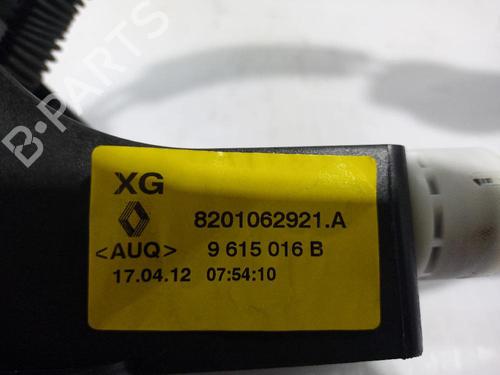 B-PARTS
XG
8201062921.A
<AUQ> 9 615 016 B
17.04.12 07:54:10